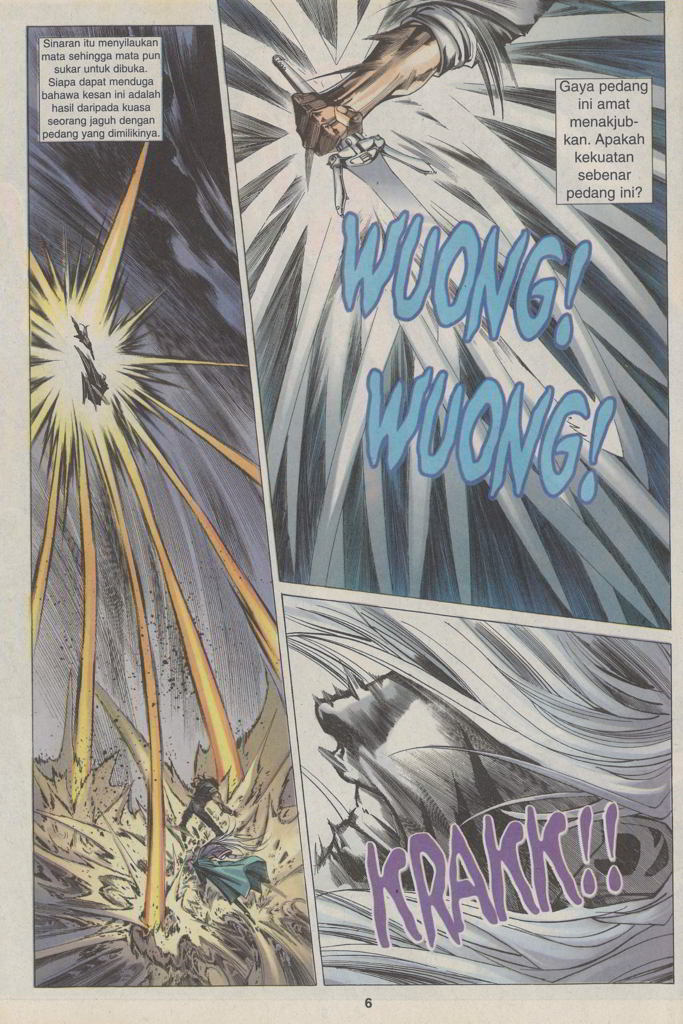 Sinaran itu menyilaukan
mata sehingga mata pun
sukar untuk dibuka.
Siapa dapat menduga
bahawa kesan ini adalah
hasil daripada kuasa
seorang jaguh dengan
pedang yang dimilikinya.
Gaya pedang
ini amat
menakjub-
kan. Apakah
kekuatan
sebenar
pedang ini?
WUONG!
WUONG!
KRAKK!!
6